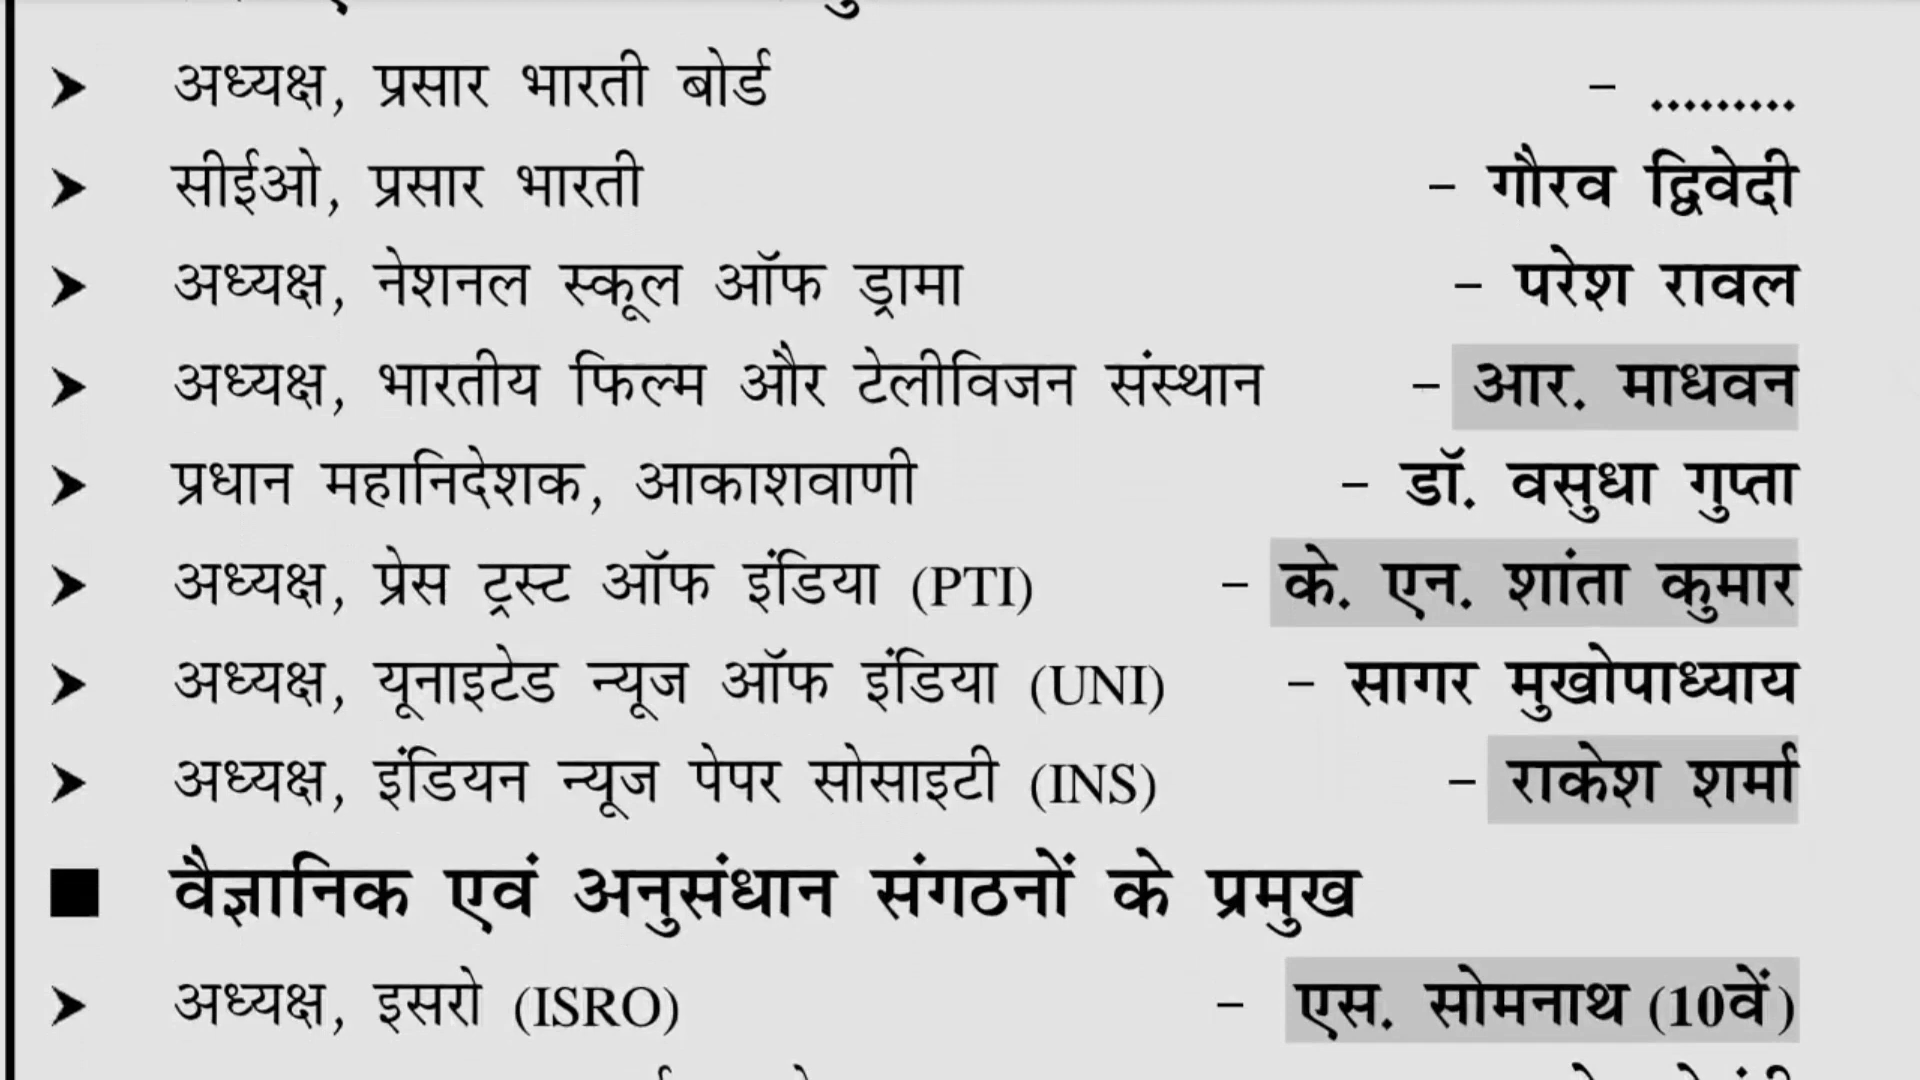 ➤ अध्यक्ष, प्रसार भारती बोर्ड – .........
➤ सीईओ, प्रसार भारती – गौरव द्विवेदी
➤ अध्यक्ष, नेशनल स्कूल ऑफ ड्रामा – परेश रावल
➤ अध्यक्ष, भारतीय फिल्म और टेलीविजन संस्थान – आर. माधवन
➤ प्रधान महानिदेशक, आकाशवाणी – डॉ. वसुधा गुप्ता
➤ अध्यक्ष, प्रेस ट्रस्ट ऑफ इंडिया (PTI) – के. एन. शांता कुमार
➤ अध्यक्ष, यूनाइटेड न्यूज ऑफ इंडिया (UNI) – सागर मुखोपाध्याय
➤ अध्यक्ष, इंडियन न्यूज पेपर सोसाइटी (INS) – राकेश शर्मा
■ वैज्ञानिक एवं अनुसंधान संगठनों के प्रमुख
➤ अध्यक्ष, इसरो (ISRO) – एस. सोमनाथ (10वें)